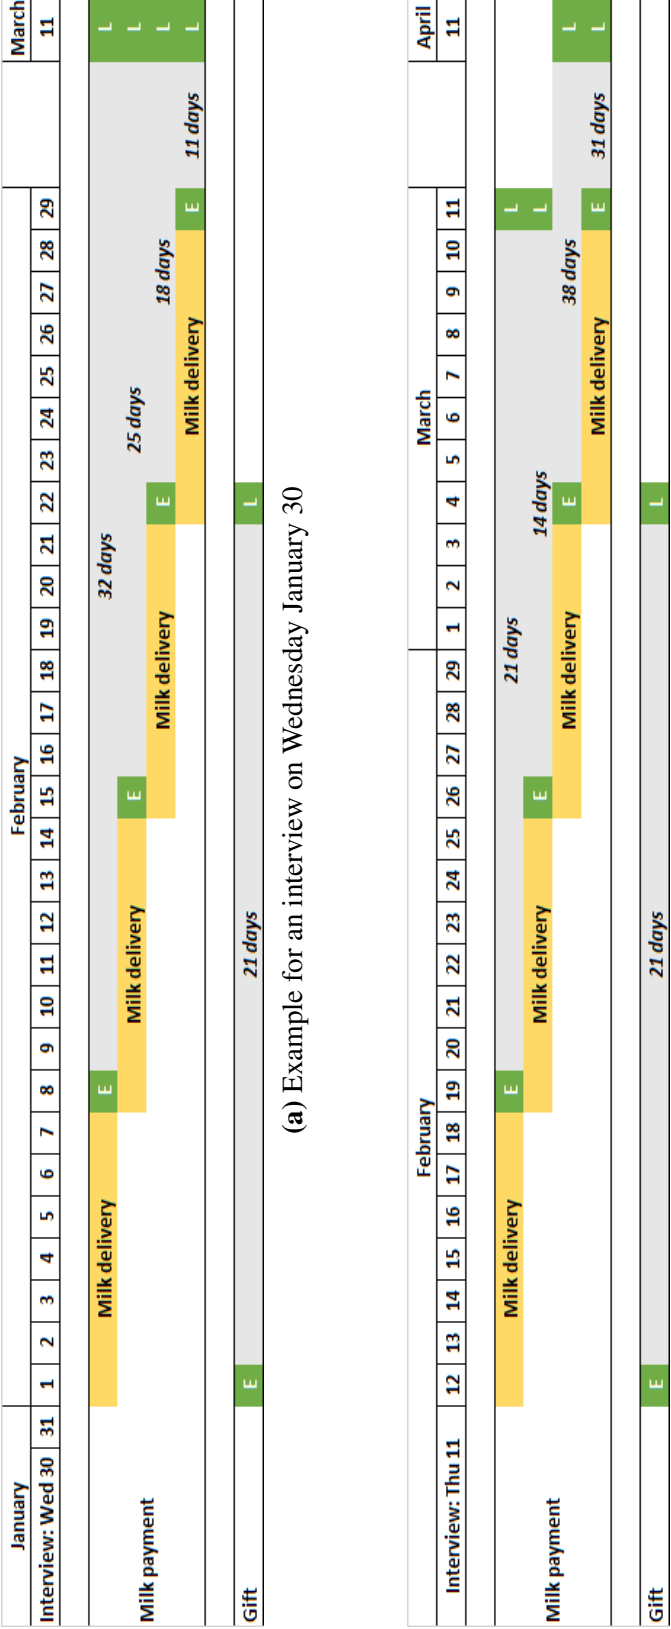 January February March
Interview: Wed 30 31 1 2 3 4 5 6 7 8 9 10 11 12 13 14 15 16 17 18 19 20 21 22 23 24 25 26 27 28 29 11
Milk payment
Milk delivery E 32 days L
Milk delivery E 25 days L
Milk delivery E 18 days L
Milk delivery E 11 days L
Gift E 21 days L
(a) Example for an interview on Wednesday January 30
February March April
Interview: Thu 11 12 13 14 15 16 17 18 19 20 21 22 23 24 25 26 27 28 29 1 2 3 4 5 6 7 8 9 10 11 11
Milk payment
Milk delivery E 21 days L
Milk delivery E 14 days L
Milk delivery E 38 days L
Milk delivery E 31 days L
Gift E 21 days L